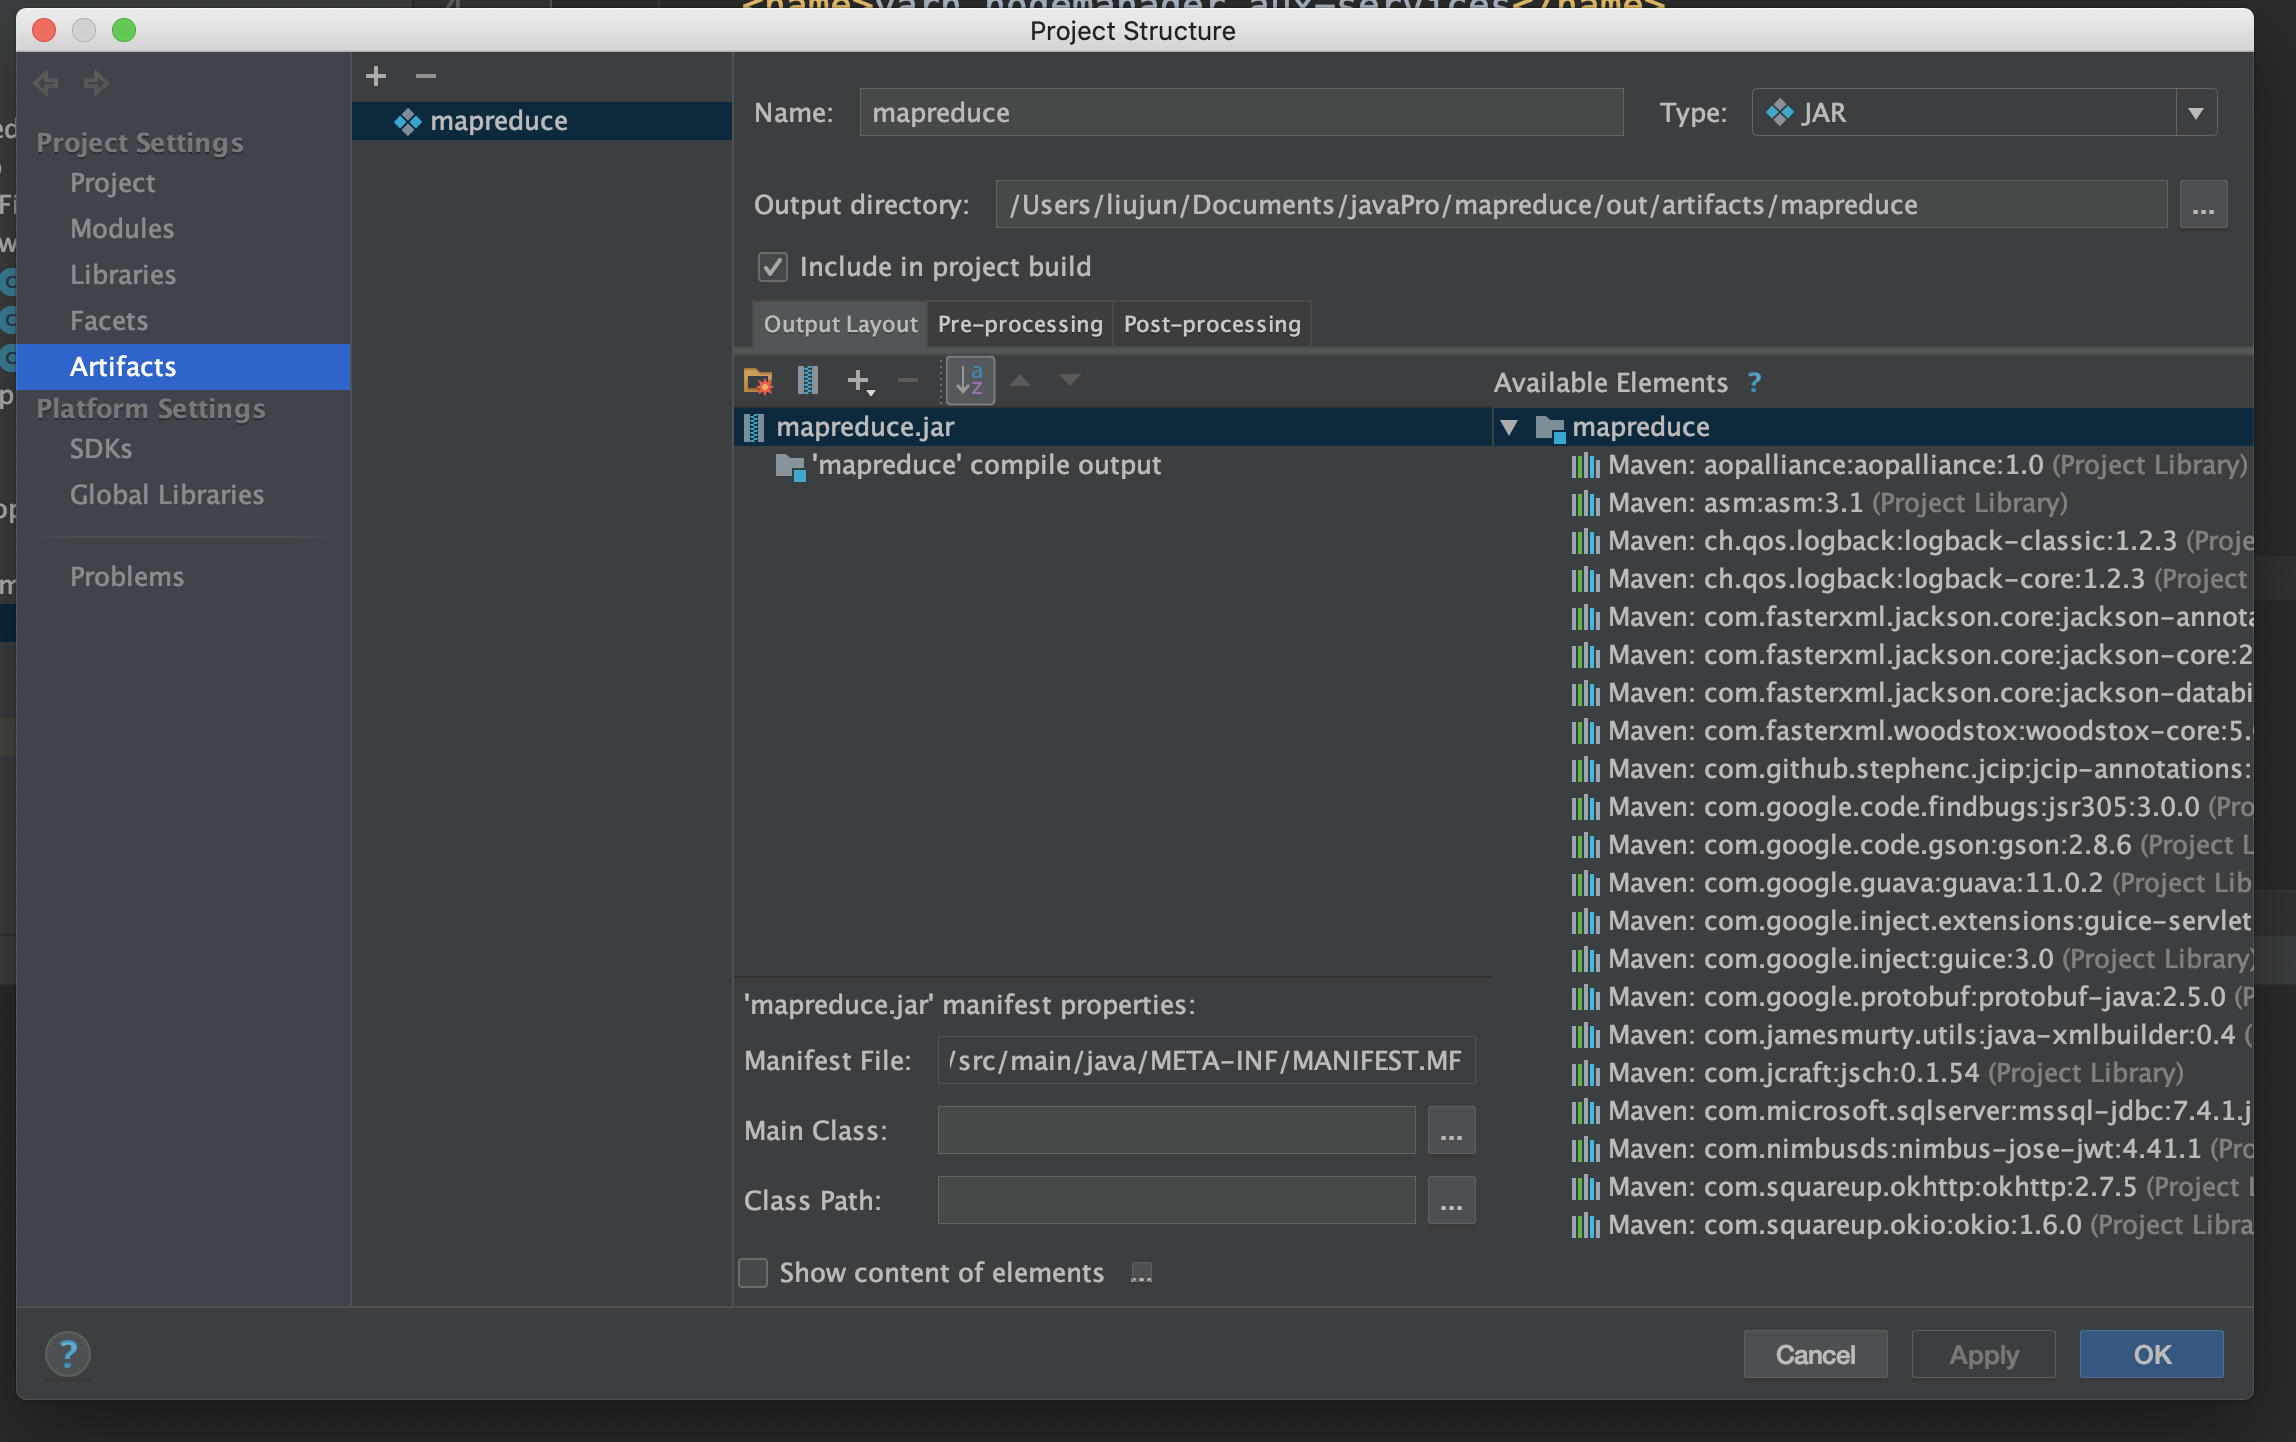 <name>yarn.nodemanager.aux-services</name>
Project Structure
Project Settings
Project
Modules
Libraries
Facets
Artifacts
Platform Settings
SDKs
Global Libraries
Problems
mapreduce
Name: mapreduce Type: JAR
Output directory: /Users/liujun/Documents/javaPro/mapreduce/out/artifacts/mapreduce ...
Include in project build
Output Layout Pre-processing Post-processing
Available Elements ?
mapreduce.jar
'mapreduce' compile output
mapreduce
Maven: aopalliance:aopalliance:1.0 (Project Library)
Maven: asm:asm:3.1 (Project Library)
Maven: ch.qos.logback:logback-classic:1.2.3 (Proje
Maven: ch.qos.logback:logback-core:1.2.3 (Project
Maven: com.fasterxml.jackson.core:jackson-annota
Maven: com.fasterxml.jackson.core:jackson-core:2
Maven: com.fasterxml.jackson.core:jackson-databi
Maven: com.fasterxml.woodstox:woodstox-core:5.
Maven: com.github.stephenc.jcip:jcip-annotations:
Maven: com.google.code.findbugs:jsr305:3.0.0 (Pro
Maven: com.google.code.gson:gson:2.8.6 (Project L
Maven: com.google.guava:guava:11.0.2 (Project Lib
Maven: com.google.inject.extensions:guice-servlet
Maven: com.google.inject:guice:3.0 (Project Library)
Maven: com.google.protobuf:protobuf-java:2.5.0 (P
Maven: com.jamesmurty.utils:java-xmlbuilder:0.4 (
Maven: com.jcraft:jsch:0.1.54 (Project Library)
Maven: com.microsoft.sqlserver:mssql-jdbc:7.4.1.j
Maven: com.nimbusds:nimbus-jose-jwt:4.41.1 (Pro
Maven: com.squareup.okhttp:okhttp:2.7.5 (Project L
Maven: com.squareup.okio:okio:1.6.0 (Project Libra
'mapreduce.jar' manifest properties:
Manifest File: /src/main/java/META-INF/MANIFEST.MF
Main Class: ...
Class Path: ...
Show content of elements ...
? Cancel Apply OK